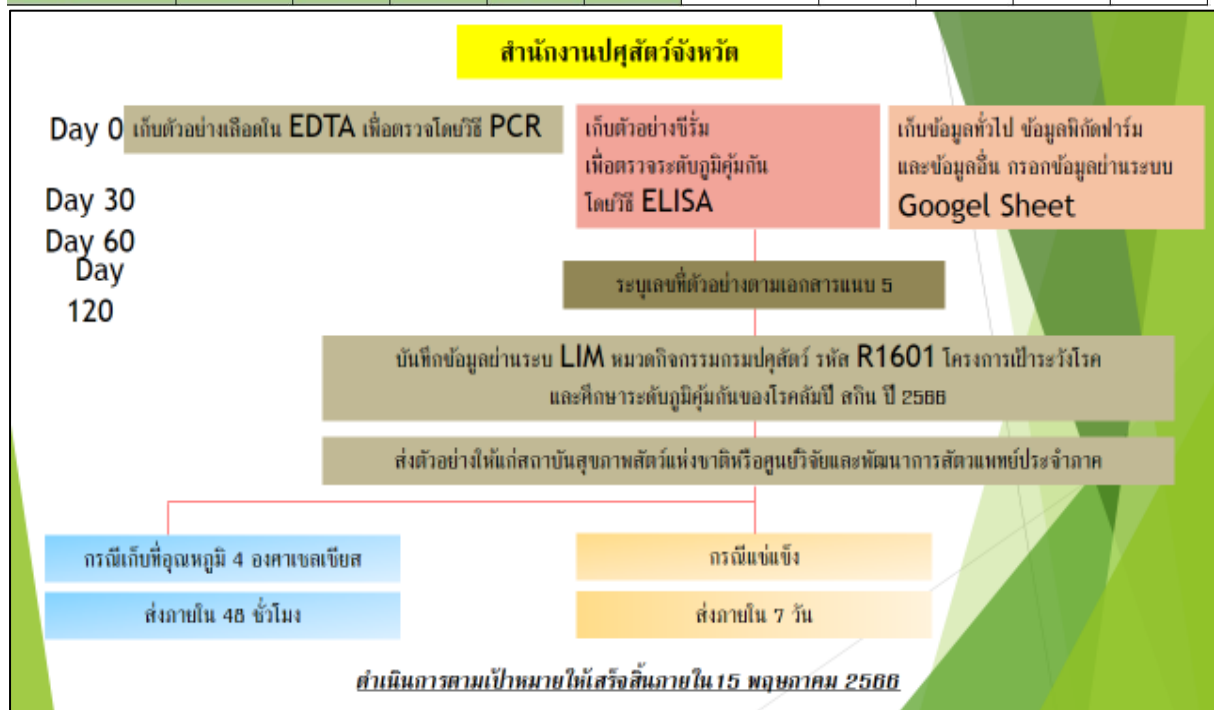 สำนักงานปศุสัตว์จังหวัด
Day 0
เก็บตัวอย่างเลือดใน EDTA เพื่อตรวจโดยวิธี PCR
เก็บตัวอย่างซีรั่ม
เพื่อตรวจระดับภูมิคุ้มกัน
โดยวิธี ELISA
เก็บข้อมูลทั่วไป ข้อมูลพิกัดฟาร์ม
และข้อมูลอื่น กรอกข้อมูลผ่านระบบ
Googel Sheet
Day 30
Day 60
Day
120
ระบุเลขที่ตัวอย่างตามเอกสารแนบ 5
บันทึกข้อมูลผ่านระบบ LIM หมวดกิจกรรมกรมปศุสัตว์ รหัส R1601 โครงการเฝ้าระวังโรค
และศึกษาระดับภูมิคุ้มกันของโรคลัมปี สกิน ปี 2566
ส่งตัวอย่างให้แก่สถาบันสุขภาพสัตว์แห่งชาติหรือศูนย์วิจัยและพัฒนาการสัตวแพทย์ประจำภาค
กรณีเก็บที่อุณหภูมิ 4 องศาเซลเซียส
กรณีแช่แข็ง
ส่งภายใน 48 ชั่วโมง
ส่งภายใน 7 วัน
ดำเนินการตามเป้าหมายให้เสร็จสิ้นภายใน 15 พฤษภาคม 2566